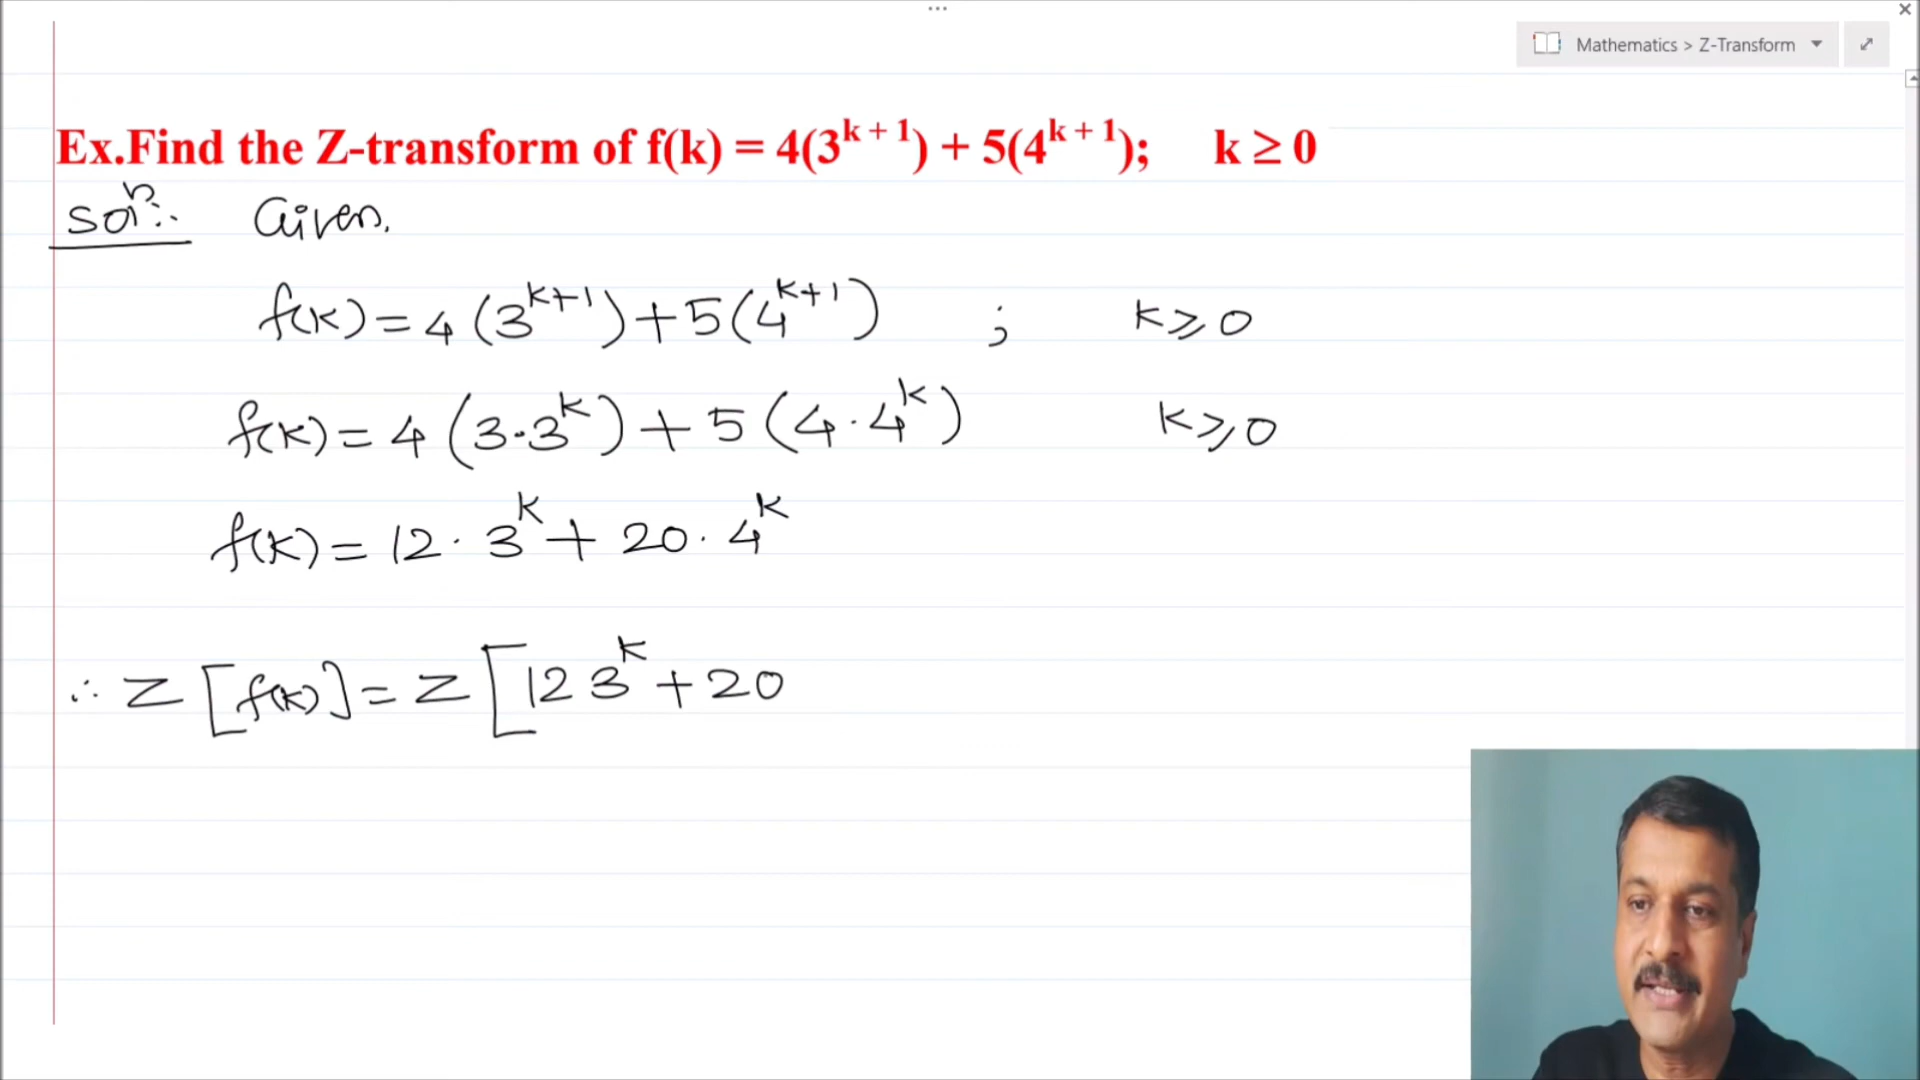 Mathematics > Z-Transform
Ex.Find the Z-transform of f(k) = 4(3^{k + 1}) + 5(4^{k + 1}); k ≥ 0
Solⁿ:. Given.
f(k) = 4(3^{k+1}) + 5(4^{k+1}) ; k ⩾ 0
f(k) = 4(3·3^k) + 5(4·4^k) k ⩾ 0
f(k) = 12· 3^k + 20· 4^k
∴ Z [f(k)] = Z [12 3^k + 20